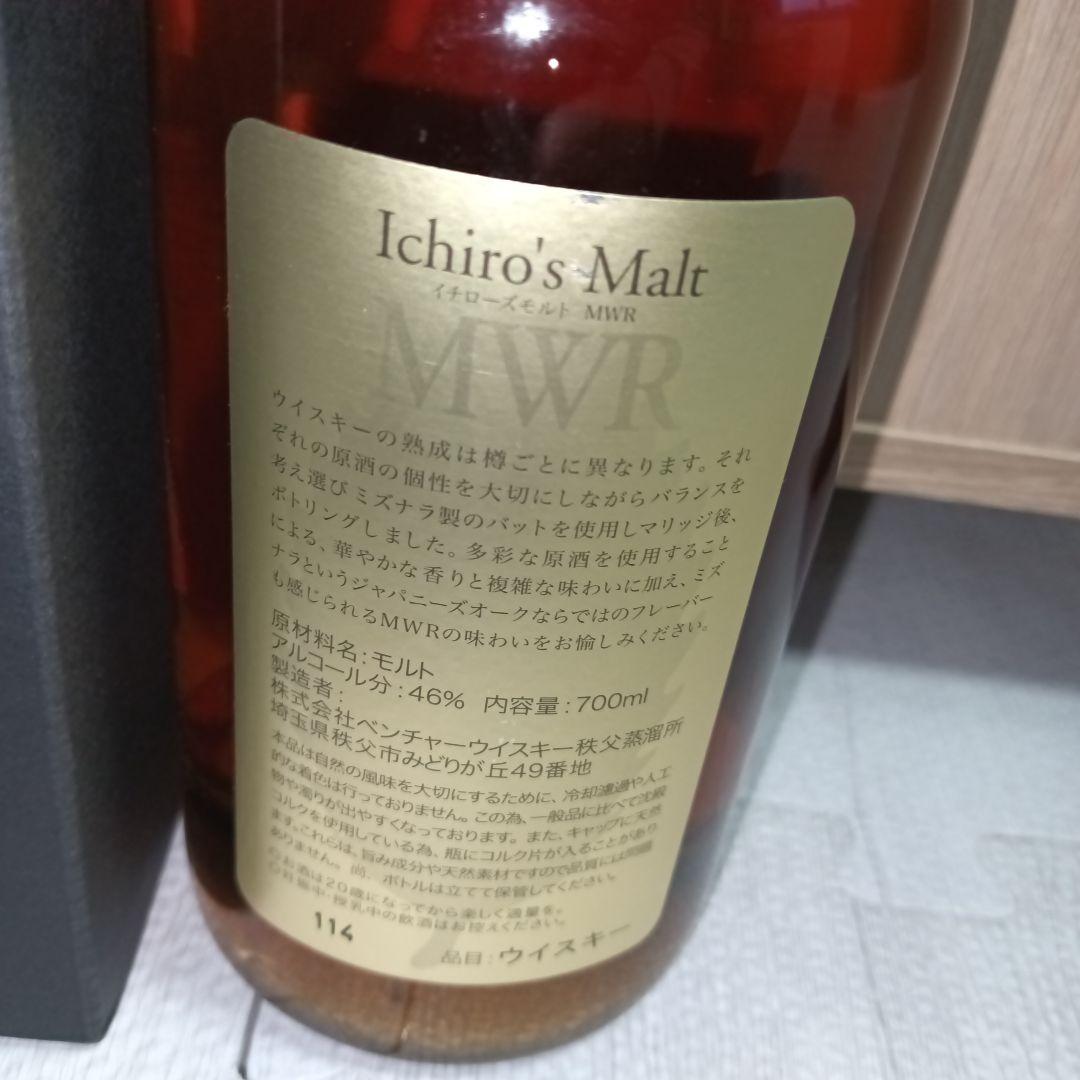 Ichiro's Malt
イチローズモルト MWR
MWR
ウイスキーの熟成は樽ごとに異なります。それ
ぞれの原酒の個性を大切にしながらバランスを
考え選びミズナラ製のバットを使用しマリッジ後、
ボトリングしました。多彩な原酒を使用すること
による、華やかな香りと複雑な味わいに加え、ミズ
ナラというジャパニーズオークならではのフレーバー
も感じられるMWRの味わいをお愉しみください。
原材料名:モルト
アルコール分:46% 内容量:700ml
製造者:
株式会社ベンチャーウイスキー秩父蒸溜所
埼玉県秩父市みどりが丘49番地
本品は自然の風味を大切にするために、冷却濾過や人工
的な着色は行っておりません。この為、一般品に比べて沈殿
物や濁りが出やすくなっております。また、キャップに天然
コルクを使用している為、瓶にコルク片が入ることがあり
ます。これらは、旨み成分や天然素材ですので品質には問題
ありません。尚、ボトルは立てて保管してください。
○お酒は20歳になってから楽しく適量を。
○妊娠中・授乳中の飲酒はお控えください。
114
品目:ウイスキー